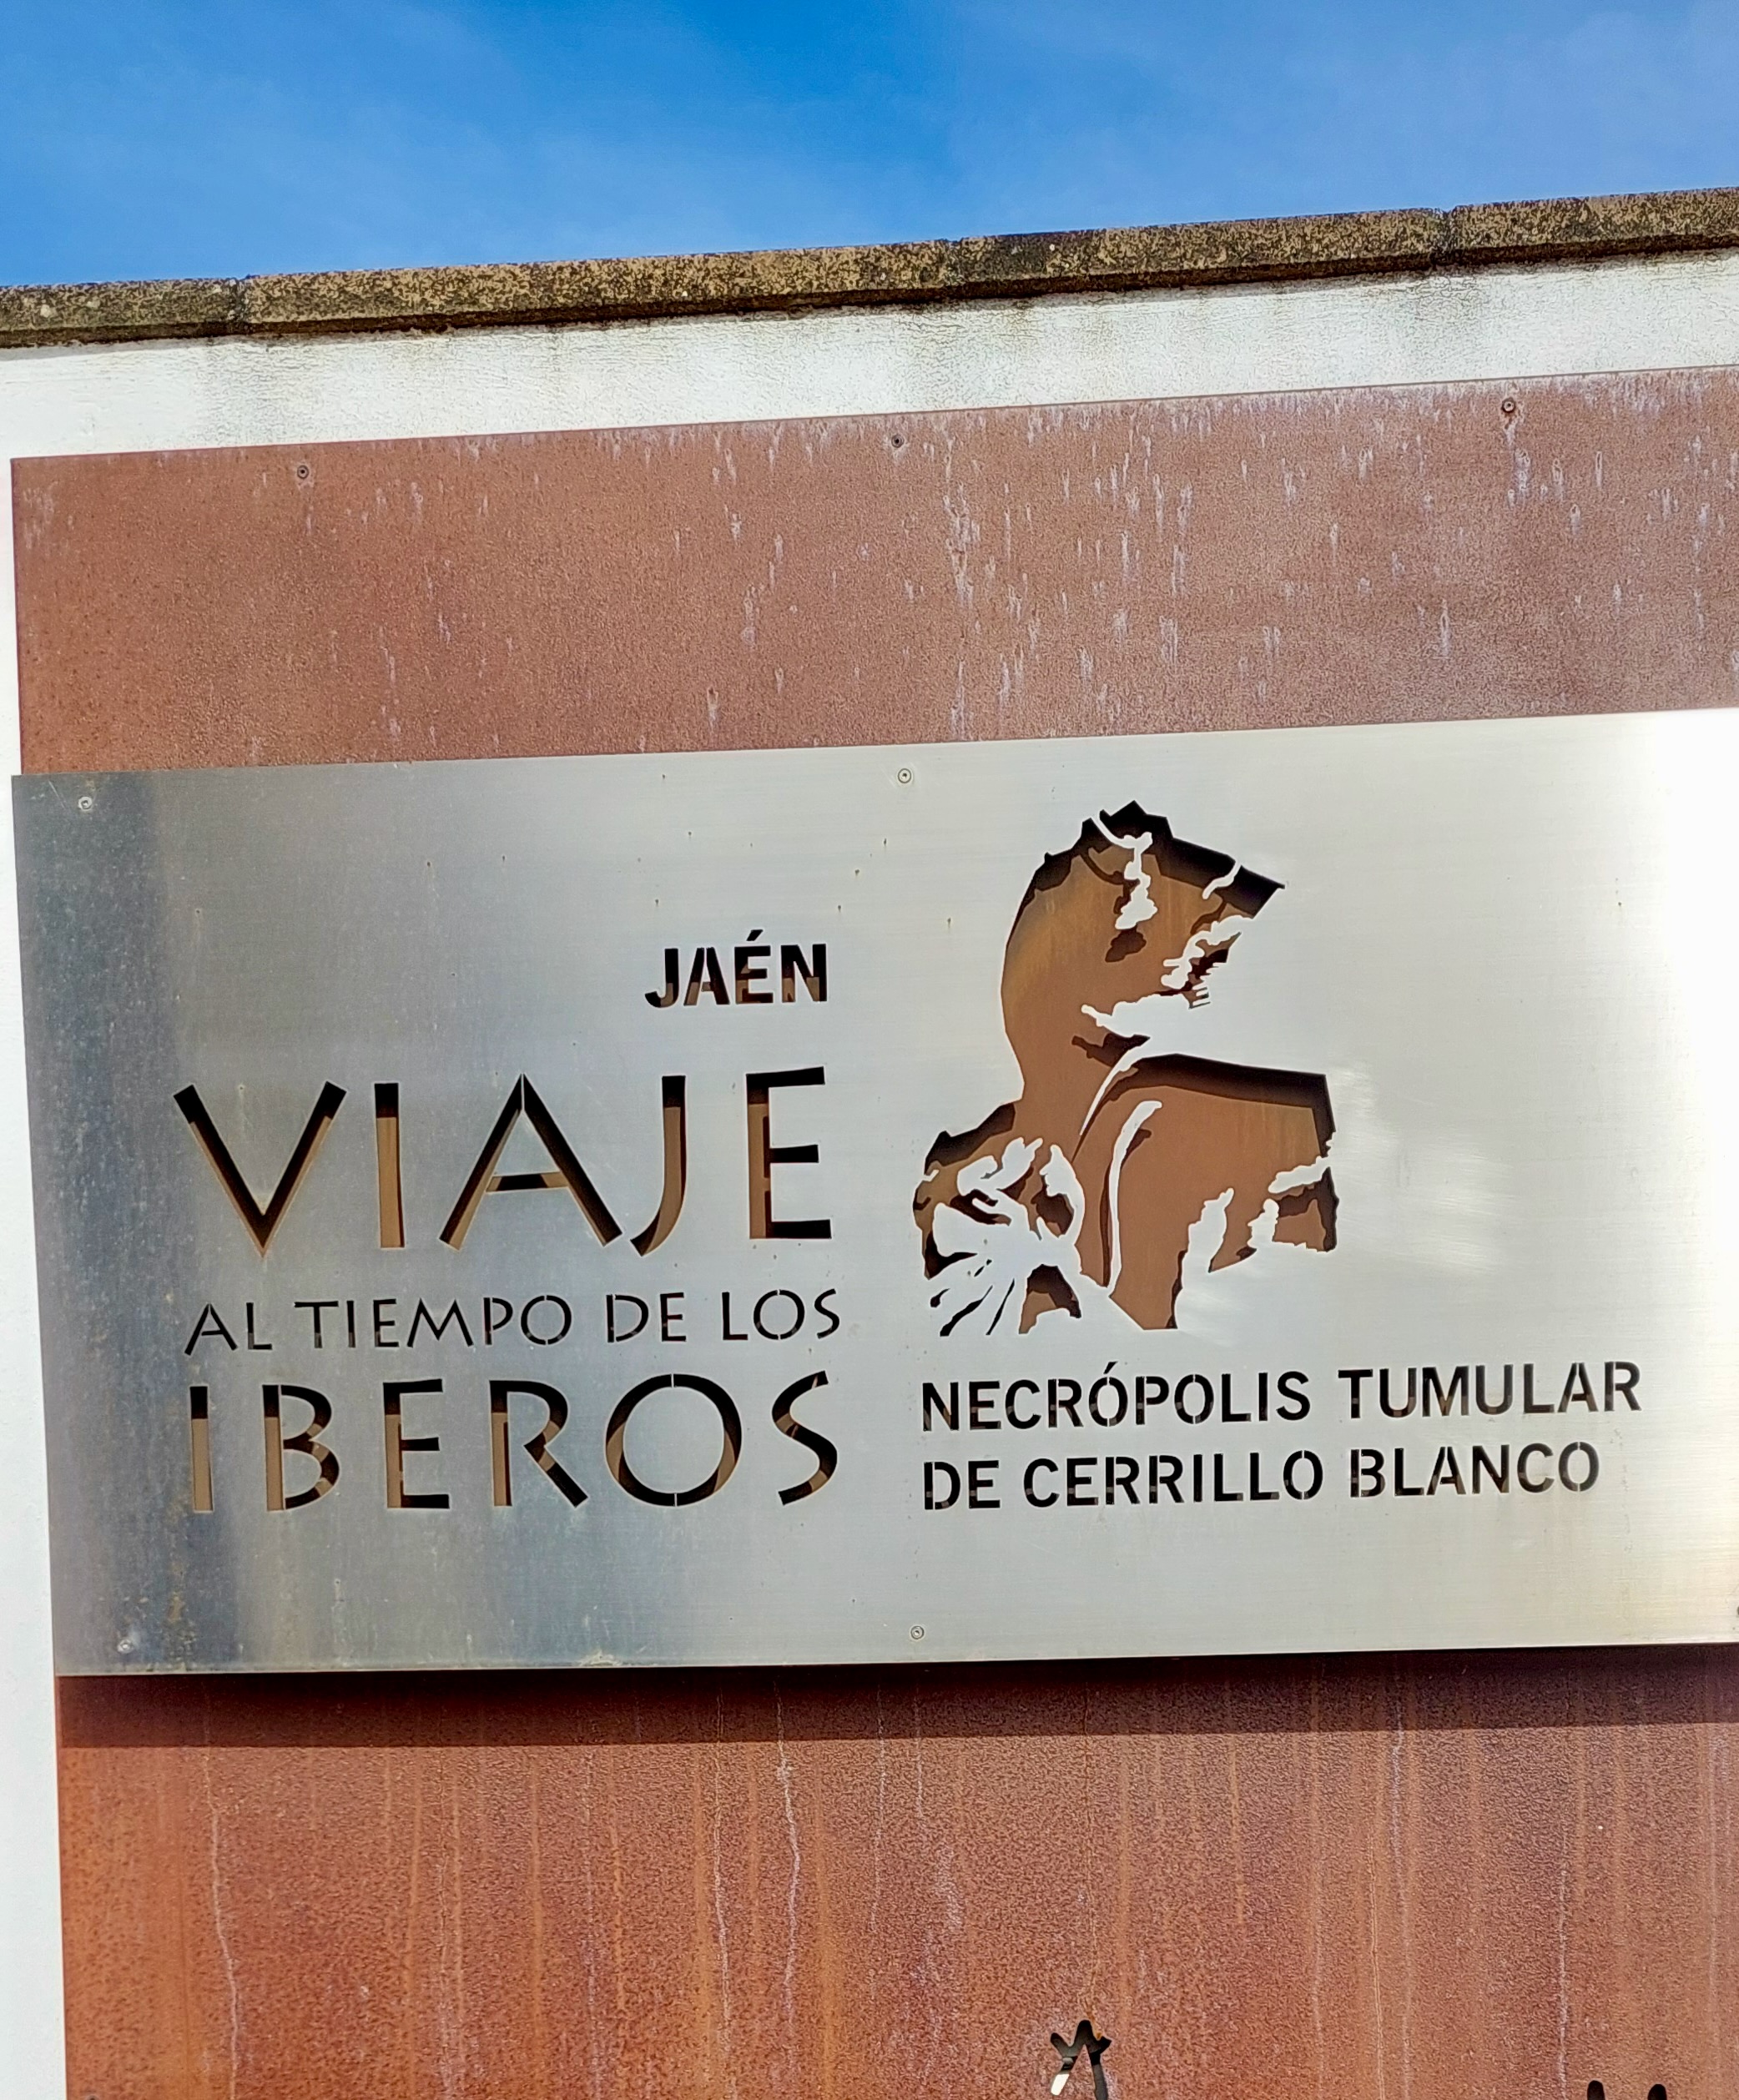 JAÉN
VIAJE
AL TIEMPO DE LOS
IBEROS
NECRÓPOLIS TUMULAR
DE CERRILLO BLANCO